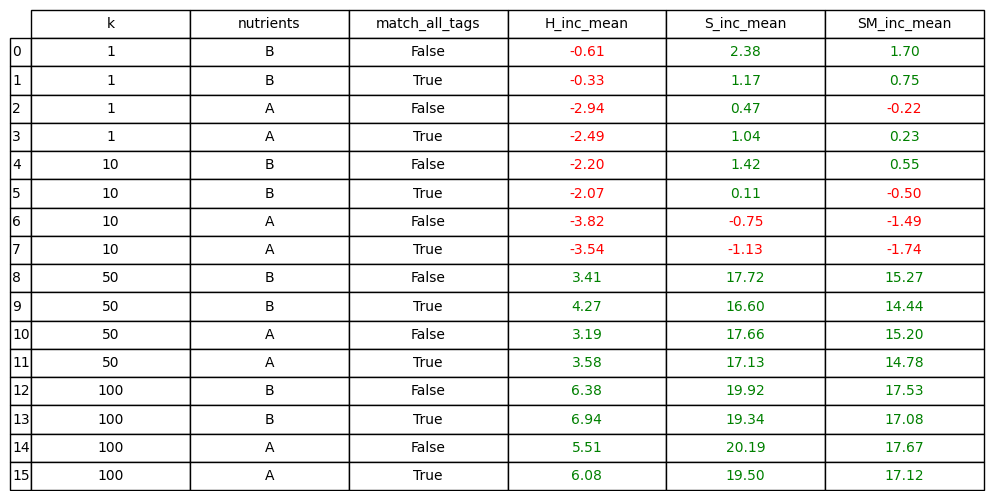 k nutrients match_all_tags H_inc_mean S_inc_mean SM_inc_mean
0 1 B False -0.61 2.38 1.70
1 1 B True -0.33 1.17 0.75
2 1 A False -2.94 0.47 -0.22
3 1 A True -2.49 1.04 0.23
4 10 B False -2.20 1.42 0.55
5 10 B True -2.07 0.11 -0.50
6 10 A False -3.82 -0.75 -1.49
7 10 A True -3.54 -1.13 -1.74
8 50 B False 3.41 17.72 15.27
9 50 B True 4.27 16.60 14.44
10 50 A False 3.19 17.66 15.20
11 50 A True 3.58 17.13 14.78
12 100 B False 6.38 19.92 17.53
13 100 B True 6.94 19.34 17.08
14 100 A False 5.51 20.19 17.67
15 100 A True 6.08 19.50 17.12